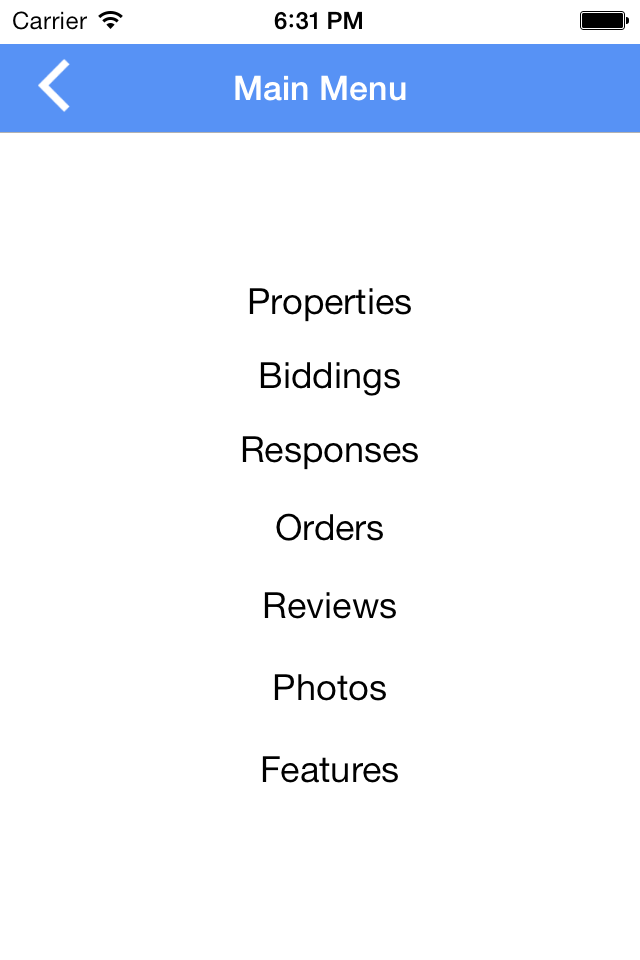 Carrier 6:31 PM
Main Menu
Properties
Biddings
Responses
Orders
Reviews
Photos
Features